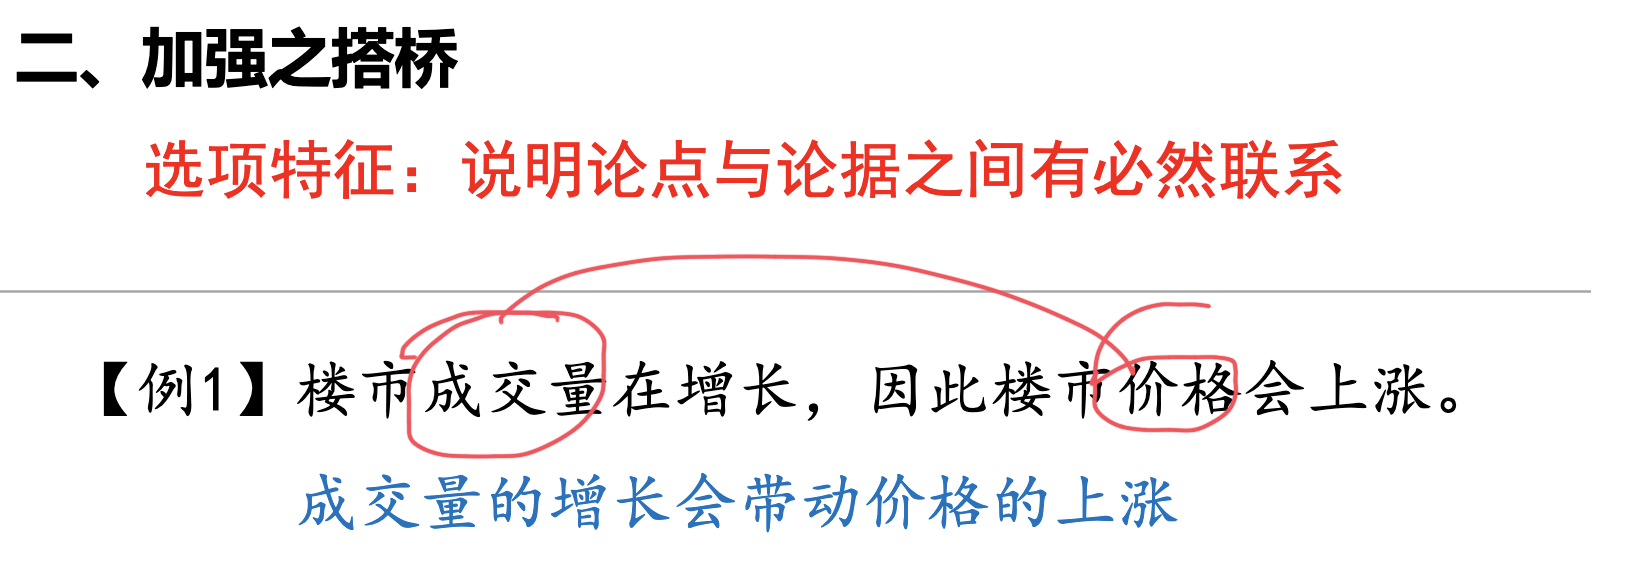 二、加强之搭桥
选项特征：说明论点与论据之间有必然联系
【例1】楼市成交量在增长，因此楼市价格会上涨。
成交量的增长会带动价格的上涨